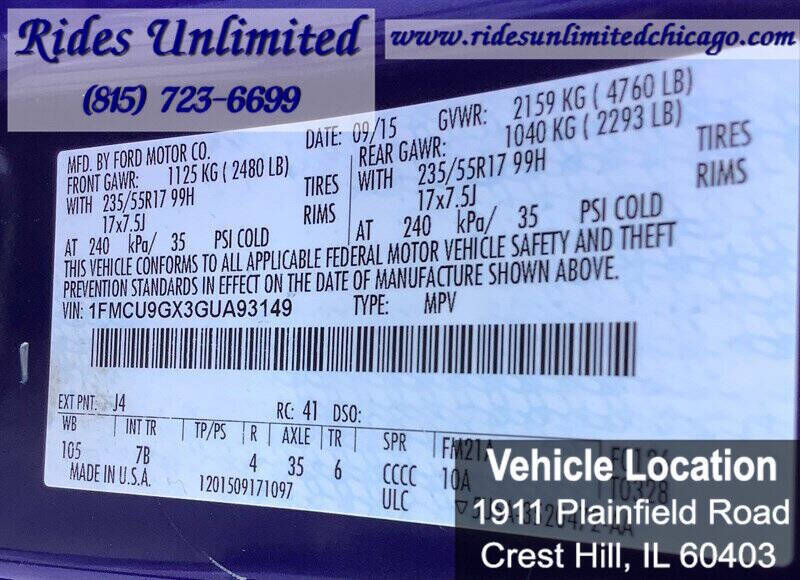 Rides Unlimited
(815) 723-6699
www.ridesunlimitedchicago.com
MFD. BY FORD MOTOR CO.
DATE: 09/15
GVWR: 2159 KG ( 4760 LB)
FRONT GAWR: 1125 KG ( 2480 LB)
WITH 235/55R17 99H TIRES
17x7.5J RIMS
AT 240 kPa/ 35 PSI COLD
REAR GAWR: 1040 KG ( 2293 LB)
WITH 235/55R17 99H TIRES
17x7.5J RIMS
AT 240 kPa/ 35 PSI COLD
THIS VEHICLE CONFORMS TO ALL APPLICABLE FEDERAL MOTOR VEHICLE SAFETY AND THEFT
PREVENTION STANDARDS IN EFFECT ON THE DATE OF MANUFACTURE SHOWN ABOVE.
VIN: 1FMCU9GX3GUA93149 TYPE: MPV
EXT PNT: J4 RC: 41 DSO:
WB INT TR TP/PS R AXLE TR SPR FM21A
105 7B 4 35 6 CCCC 10A
MADE IN U.S.A. 1201509171097 ULC
T0328
Vehicle Location
1911 Plainfield Road
Crest Hill, IL 60403